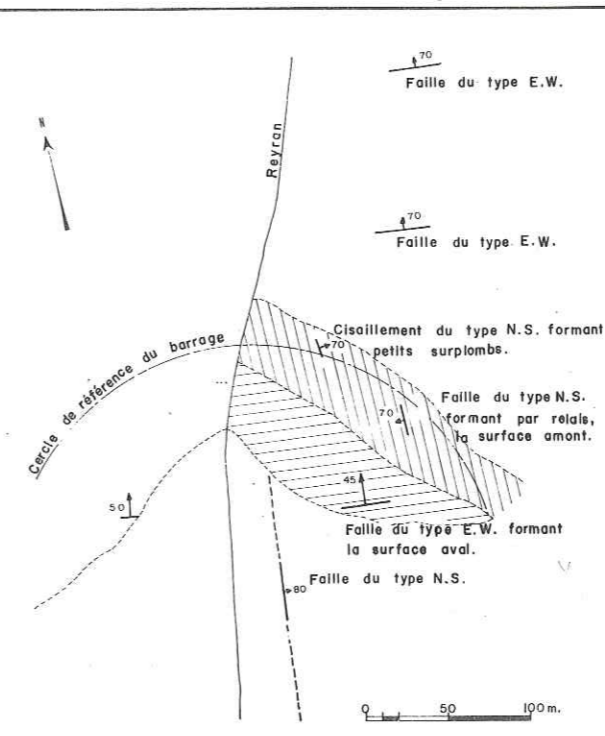 70
Faille du type E.W.
N
Reyran
70
Faille du type E.W.
Cercle de référence du barrage
Cisaillement du type N.S. formant
70
petits surplombs.
Faille du type N.S.
formant par relais,
la surface amont.
70
45
50
Faille du type E.W. formant
la surface aval.
80
Faille du type N.S.
0 50 100 m.